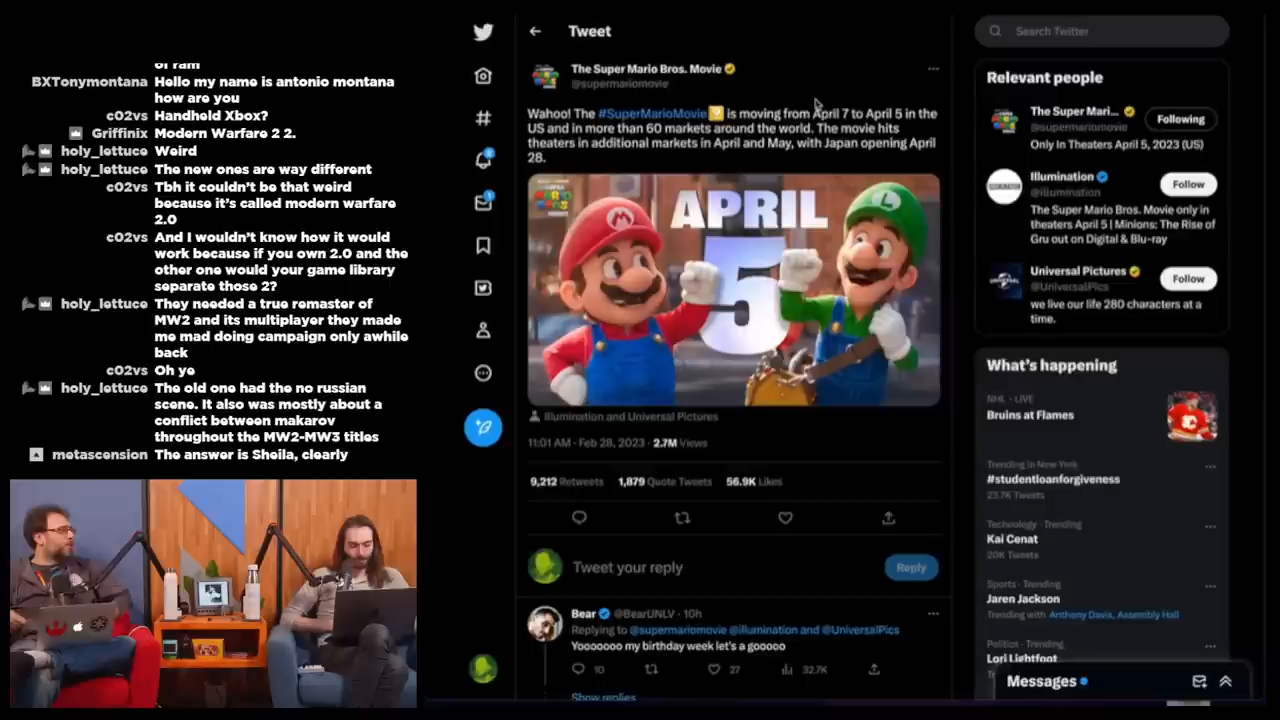 of ram
BXTonymontana Hello my name is antonio montana
how are you
c02vs Handheld Xbox?
Griffinix Modern Warfare 2 2.
holy_lettuce Weird
holy_lettuce The new ones are way different
c02vs Tbh it couldn't be that weird
because it's called modern warfare
2.0
c02vs And I wouldn't know how it would
work because if you own 2.0 and the
other one would your game library
separate those 2?
holy_lettuce They needed a true remaster of
MW2 and its multiplayer they made
me mad doing campaign only awhile
back
c02vs Oh ye
holy_lettuce The old one had the no russian
scene. It also was mostly about a
conflict between makarov
throughout the MW2-MW3 titles
metascension The answer is Sheila, clearly
Tweet
The Super Mario Bros. Movie
@supermariomovie
Wahoo! The #SuperMarioMovie is moving from April 7 to April 5 in the
US and in more than 60 markets around the world. The movie hits
theaters in additional markets in April and May, with Japan opening April
28.
APRIL
5
M
L
Illumination and Universal Pictures
11:01 AM · Feb 28, 2023 · 2.7M Views
9,212 Retweets 1,879 Quote Tweets 56.9K Likes
Tweet your reply
Reply
Bear @BearUNLV · 10h
Replying to @supermariomovie @illumination and @UniversalPics
Yooooooo my birthday week let's a gooooo
10 27 32.7K
Show replies
Search Twitter
Relevant people
The Super Mari...
@supermariomovie
Following
Only In Theaters April 5, 2023 (US)
Illumination
@illumination
Follow
The Super Mario Bros. Movie only in
theaters April 5 | Minions: The Rise of
Gru out on Digital & Blu-ray
Universal Pictures
@UniversalPics
Follow
we live our life 280 characters at a
time.
What's happening
NHL · LIVE
Bruins at Flames
Trending in New York
#studentloanforgiveness
23.7K Tweets
Technology · Trending
Kai Cenat
20K Tweets
Sports · Trending
Jaren Jackson
Trending with Anthony Davis, Assembly Hall
Politics · Trending
Lori Lightfoot
Messages